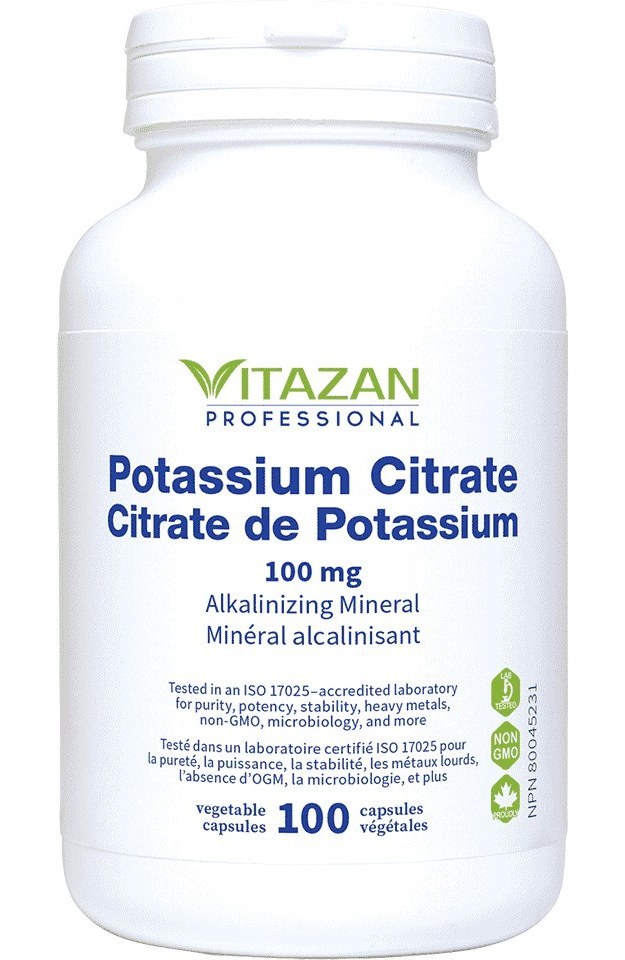 VITAZAN
PROFESSIONAL
Potassium Citrate
Citrate de Potassium
100 mg
Alkalinizing Mineral
Minéral alcalinisant
Tested in an ISO 17025–accredited laboratory
for purity, potency, stability, heavy metals,
non-GMO, microbiology, and more
Testé dans un laboratoire certifié ISO 17025 pour
la pureté, la puissance, la stabilité, les métaux lourds,
l'absence d'OGM, la microbiologie, et plus
vegetable
capsules
100
capsules
végétales
LAB
TESTED
NON
GMO
PROUDLY
NPN 80045231